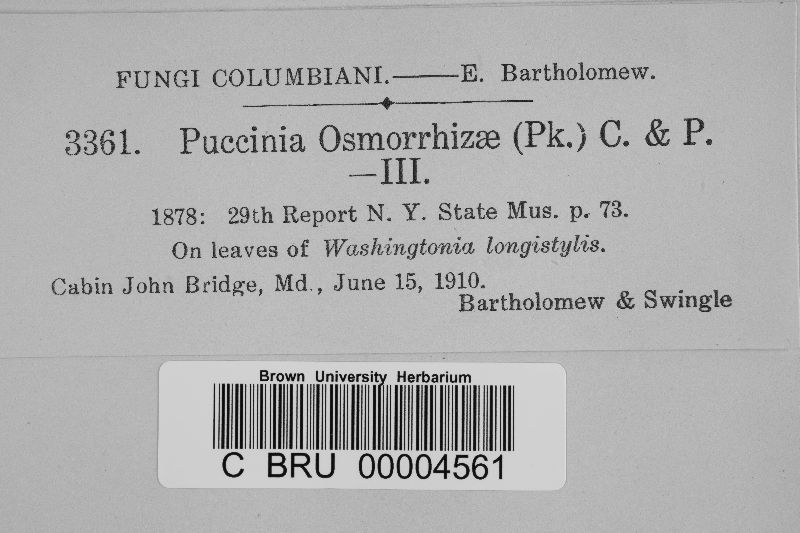 FUNGI COLUMBIANI.——E. Bartholomew.
3361. Puccinia Osmorrhizæ (Pk.) C. & P.
—III.
1878: 29th Report N. Y. State Mus. p. 73.
On leaves of Washingtonia longistylis.
Cabin John Bridge, Md., June 15, 1910.
Bartholomew & Swingle
Brown University Herbarium
C BRU 00004561